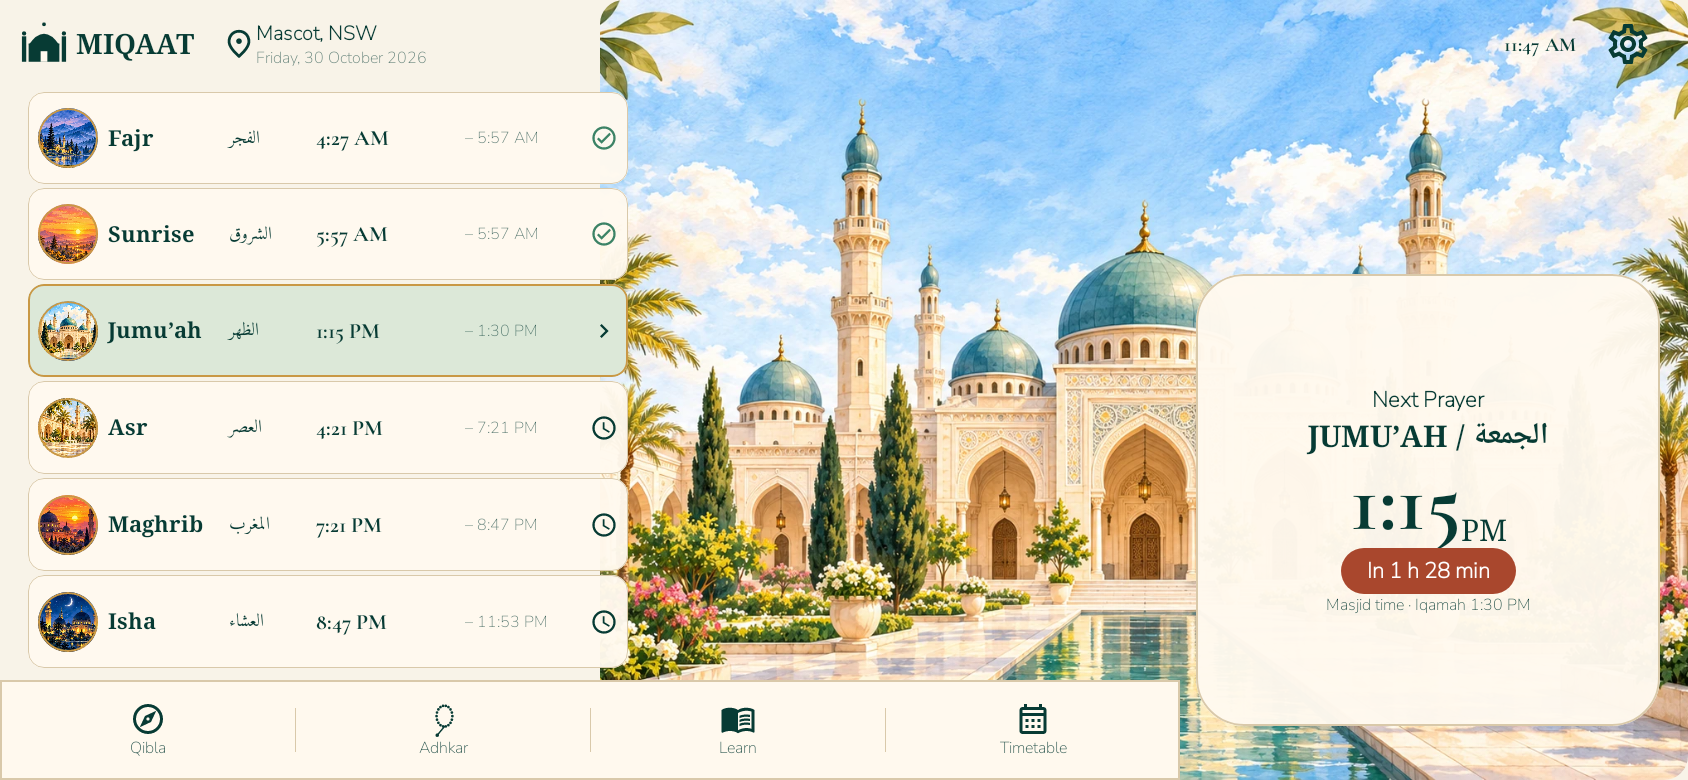 MIQAAT
Mascot, NSW
Friday, 30 October 2026
11:47 AM
Fajr الفجر 4:27 AM – 5:57 AM
Sunrise الشروق 5:57 AM – 5:57 AM
Jumu’ah الظهر 1:15 PM – 1:30 PM
Asr العصر 4:21 PM – 7:21 PM
Maghrib المغرب 7:21 PM – 8:47 PM
Isha العشاء 8:47 PM – 11:53 PM
Next Prayer
JUMU’AH / الجمعة
1:15 PM
In 1 h 28 min
Masjid time · Iqamah 1:30 PM
Qibla
Adhkar
Learn
Timetable